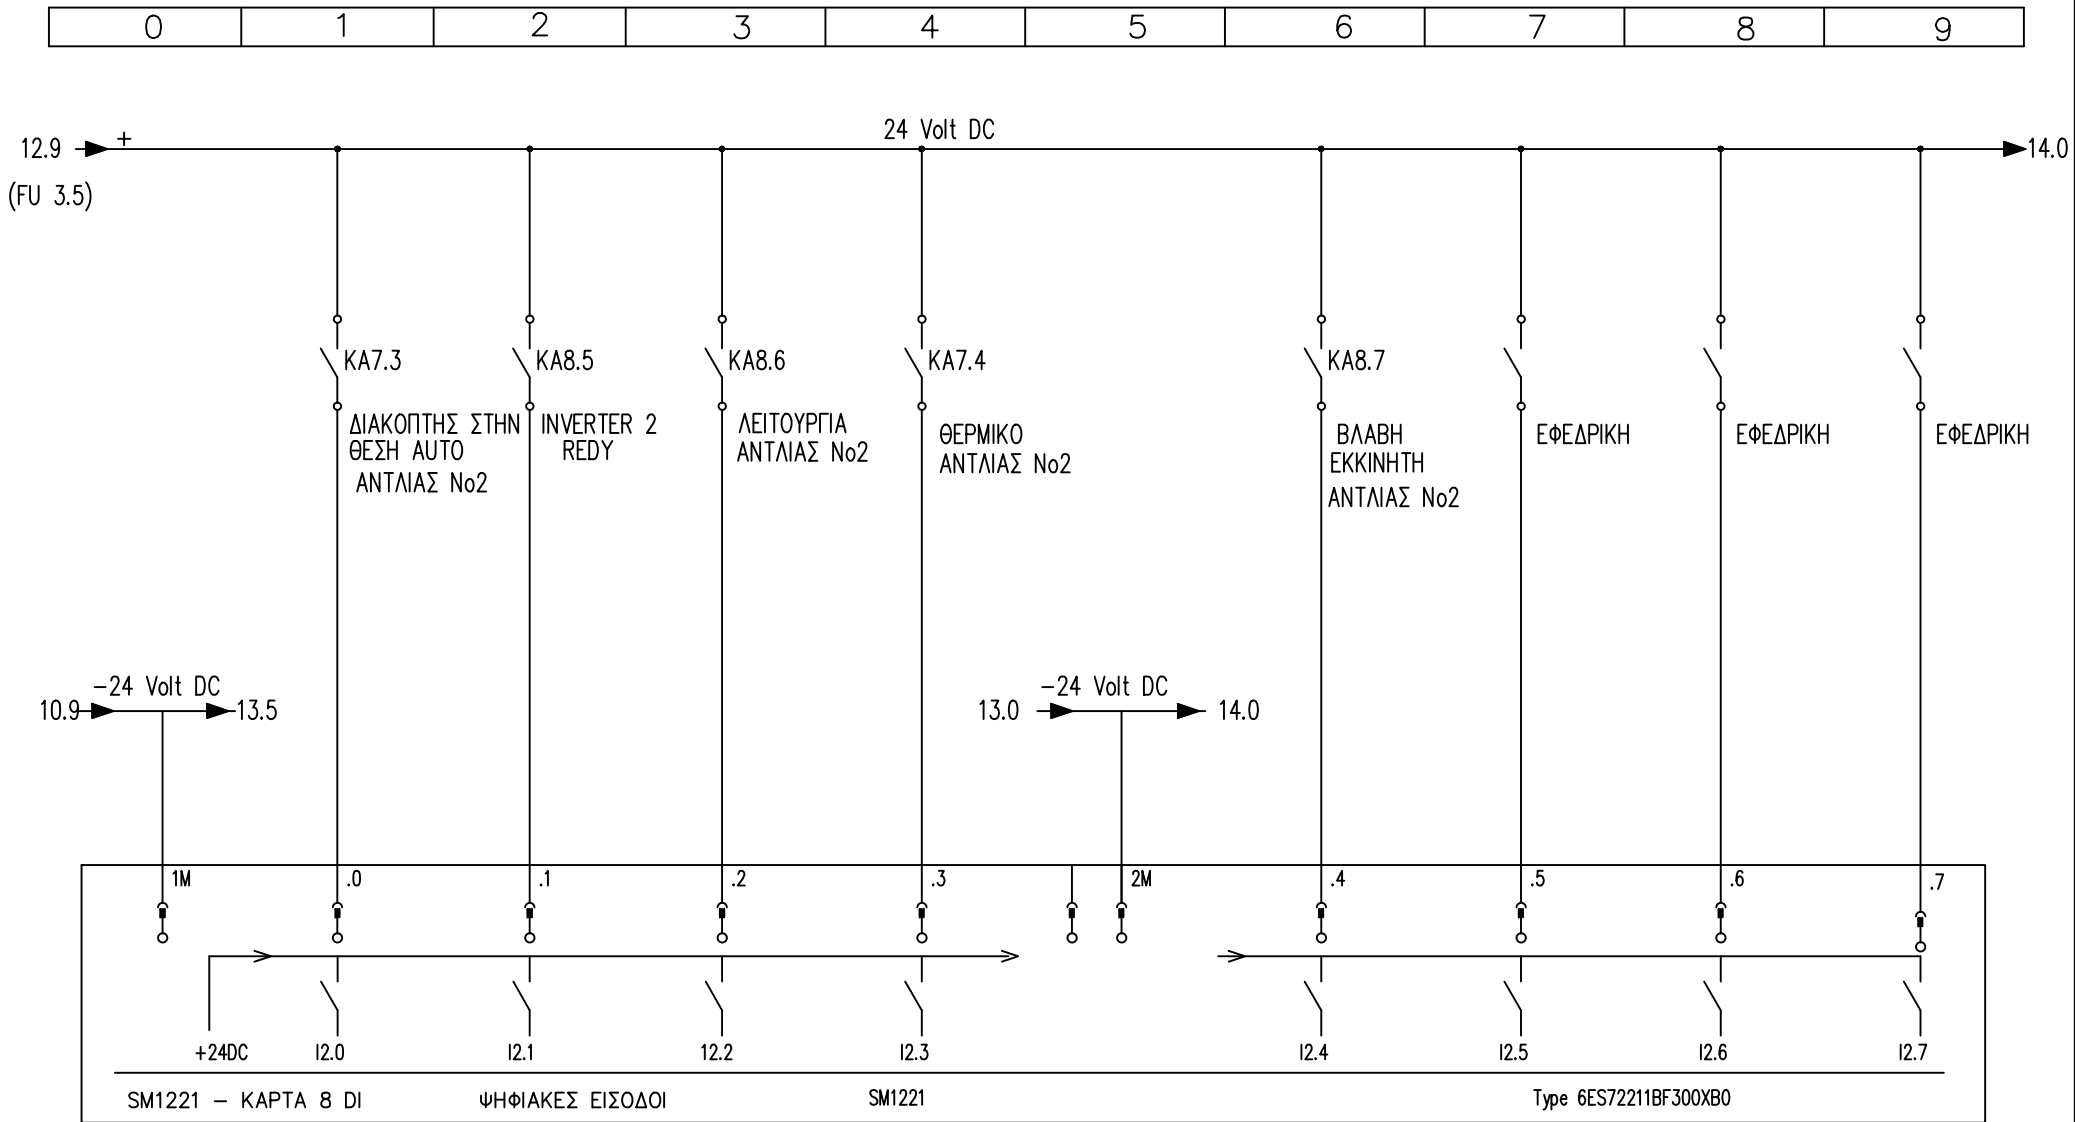 0 1 2 3 4 5 6 7 8 9
24 Volt DC
12.9 + 14.0
(FU 3.5)
KA7.3 KA8.5 KA8.6 KA7.4 KA8.7
ΔΙΑΚΟΠΤΗΣ ΣΤΗΝ
ΘΕΣΗ AUTO
ΑΝΤΛΙΑΣ No2
INVERTER 2
REDY
ΛΕΙΤΟΥΡΓΙΑ
ΑΝΤΛΙΑΣ No2
ΘΕΡΜΙΚΟ
ΑΝΤΛΙΑΣ No2
ΒΛΑΒΗ
ΕΚΚΙΝΗΤΗ
ΑΝΤΛΙΑΣ No2
ΕΦΕΔΡΙΚΗ
ΕΦΕΔΡΙΚΗ
ΕΦΕΔΡΙΚΗ
-24 Volt DC
10.9 13.5
-24 Volt DC
13.0 14.0
1M .0 .1 .2 .3 2M .4 .5 .6 .7
+24DC I2.0 I2.1 12.2 I2.3 I2.4 I2.5 I2.6 I2.7
SM1221 - ΚΑΡΤΑ 8 DI ΨΗΦΙΑΚΕΣ ΕΙΣΟΔΟΙ SM1221 Type 6ES72211BF300XB0